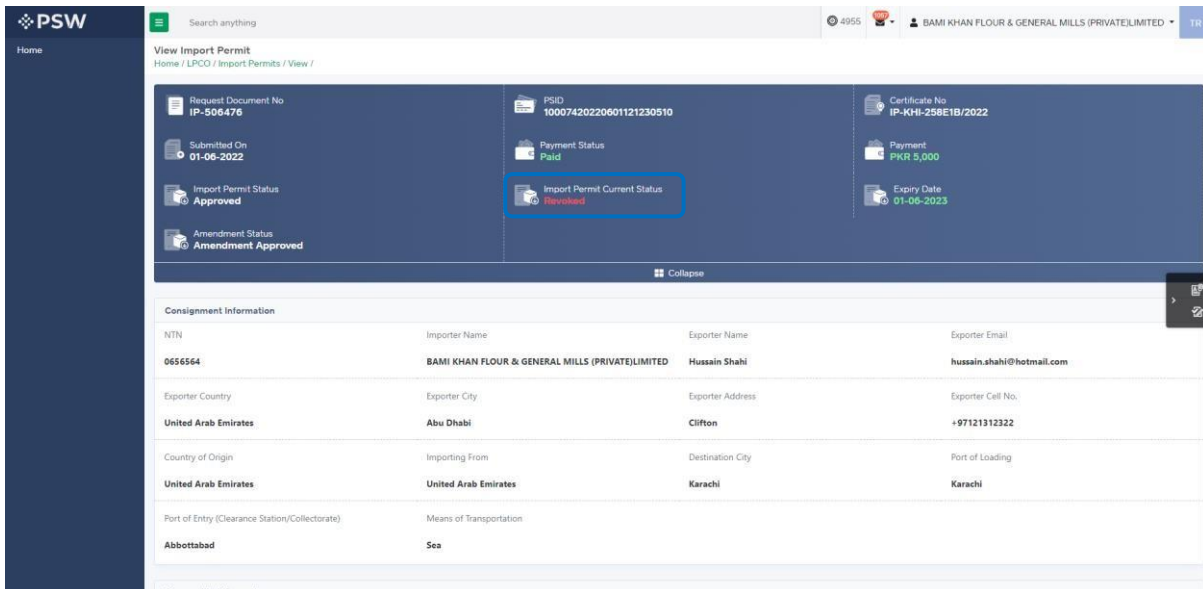 PSW
Search anything
4955
1067
BAMI KHAN FLOUR & GENERAL MILLS (PRIVATE)LIMITED
TR
Home
View Import Permit
Home / LPCO / Import Permits / View /
Request Document No
IP-506476
PSID
10007420220601121230510
Certificate No
IP-KHI-258E1B/2022
Submitted On
01-06-2022
Payment Status
Paid
Payment
PKR 5,000
Import Permit Status
Approved
Import Permit Current Status
Revoked
Expiry Date
01-06-2023
Amendment Status
Amendment Approved
Collapse
Consignment Information
NTN
Importer Name
Exporter Name
Exporter Email
0656564
BAMI KHAN FLOUR & GENERAL MILLS (PRIVATE)LIMITED
Hussain Shahi
hussain.shahi@hotmail.com
Exporter Country
Exporter City
Exporter Address
Exporter Cell No.
United Arab Emirates
Abu Dhabi
Clifton
+97121312322
Country of Origin
Importing From
Destination City
Port of Loading
United Arab Emirates
United Arab Emirates
Karachi
Karachi
Port of Entry (Clearance Station/Collectorate)
Means of Transportation
Abbottabad
Sea